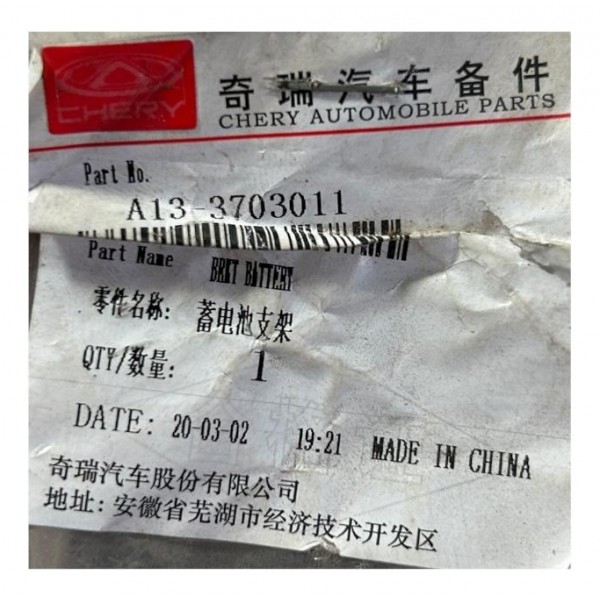 CHERY
奇瑞汽车备件
CHERY AUTOMOBILE PARTS
Part No.
A13-3703011
Part Name BRKT BATTERY
零件名称: 蓄电池支架
QTY/数量: 1
DATE: 20-03-02 19:21 MADE IN CHINA
奇瑞汽车股份有限公司
地址: 安徽省芜湖市经济技术开发区